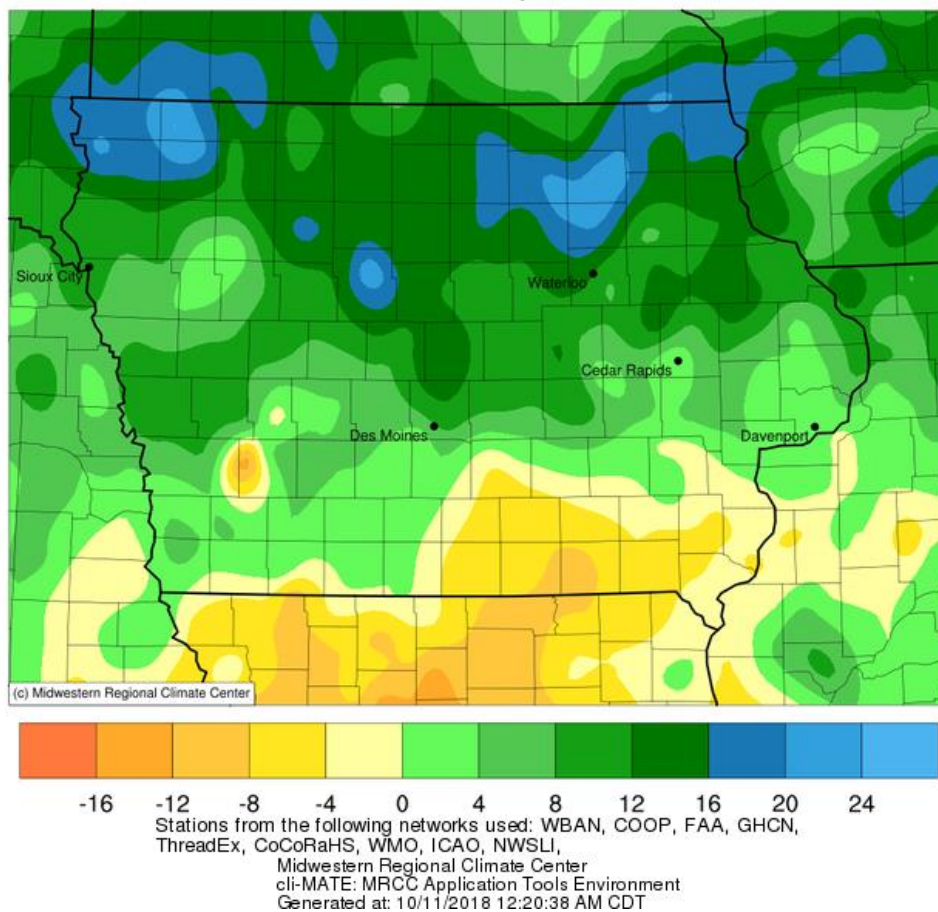 Sioux City
Waterloo
Cedar Rapids
Des Moines
Davenport
(c) Midwestern Regional Climate Center
-16 -12 -8 -4 0 4 8 12 16 20 24
Stations from the following networks used: WBAN, COOP, FAA, GHCN,
ThreadEx, CoCoRaHS, WMO, ICAO, NWSLI,
Midwestern Regional Climate Center
cli-MATE: MRCC Application Tools Environment
Generated at: 10/11/2018 12:20:38 AM CDT